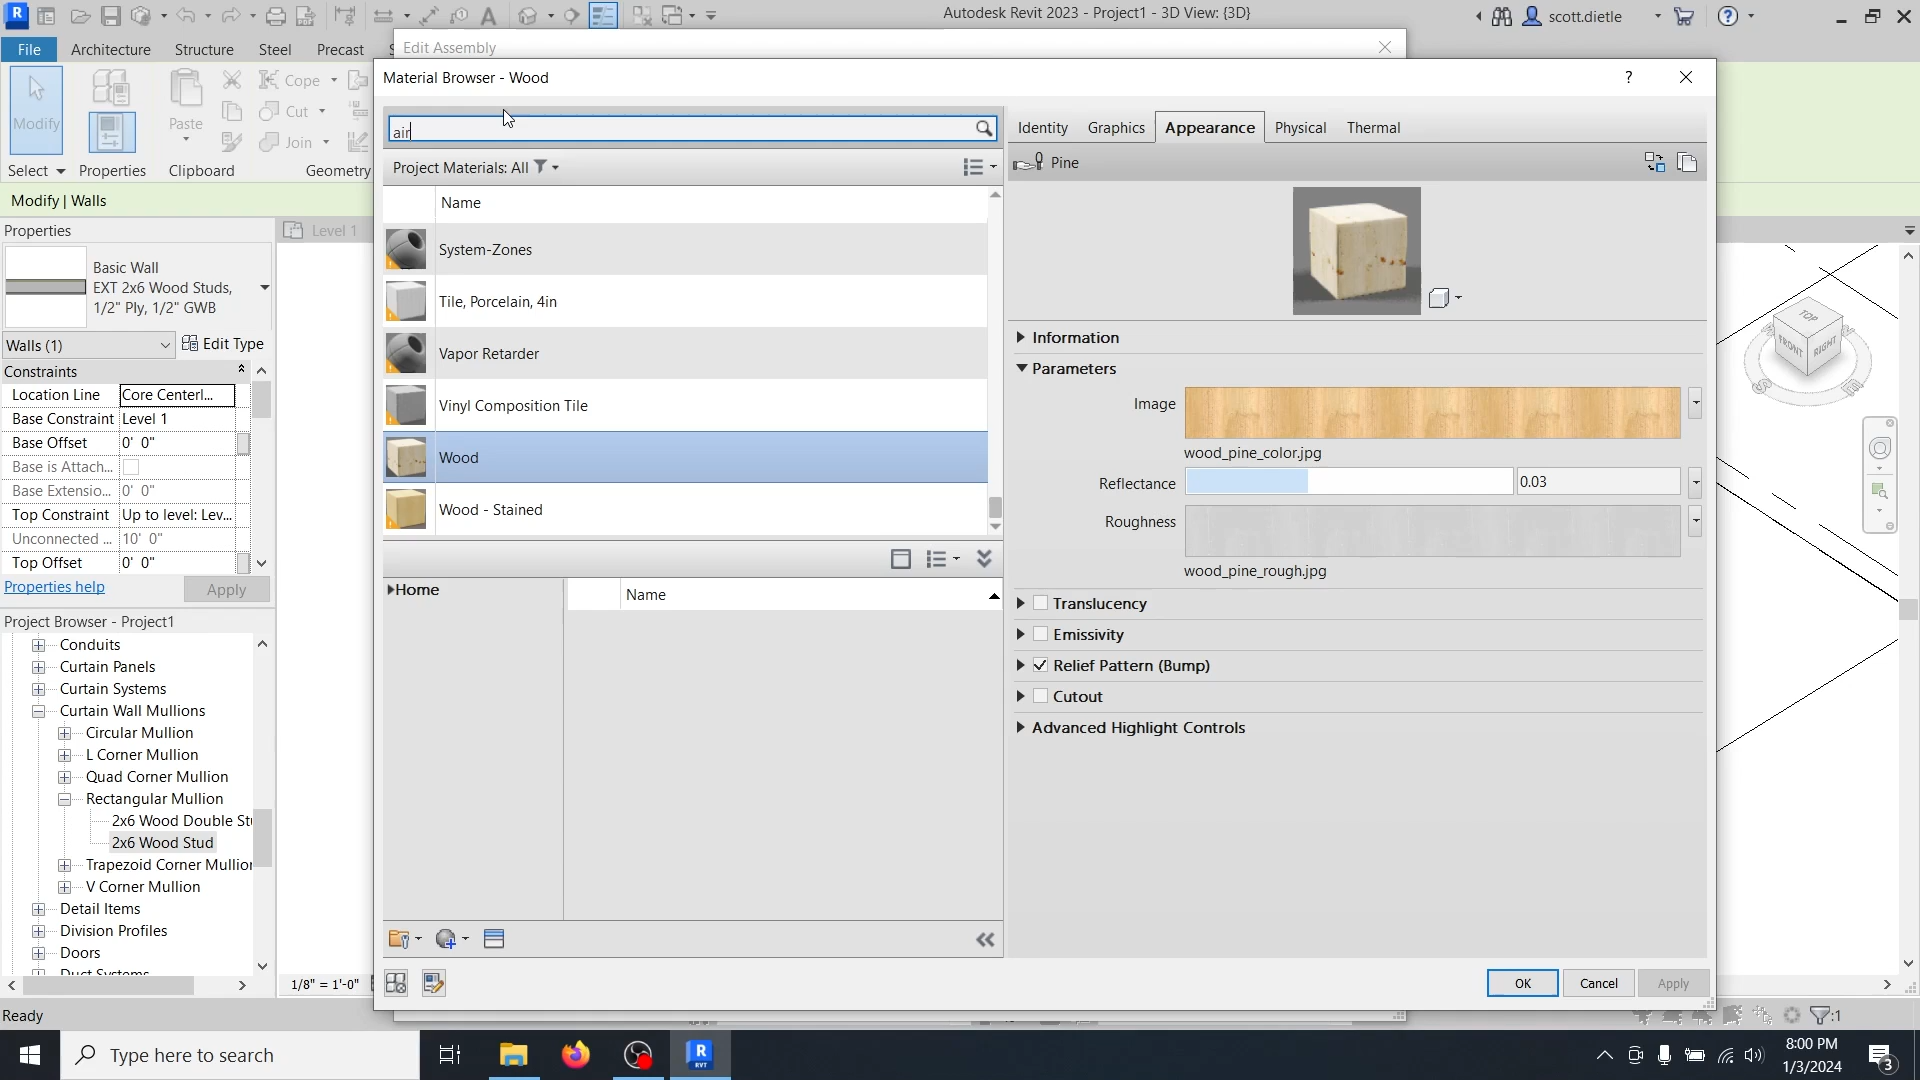 Autodesk Revit 2023 - Project1 - 3D View: {3D}
scott.dietle
File
Architecture
Structure
Steel
Precast
Edit Assembly
Modify
Paste
Cope
Cut
Join
Select
Properties
Clipboard
Geometry
Modify | Walls
Properties
Level 1
Basic Wall
EXT 2x6 Wood Studs,
1/2" Ply, 1/2" GWB
Walls (1)
Edit Type
Constraints
Location Line
Core Centerl...
Base Constraint
Level 1
Base Offset
0' 0"
Base is Attach...
Base Extensio...
0' 0"
Top Constraint
Up to level: Lev...
Unconnected ...
10' 0"
Top Offset
0' 0"
Properties help
Apply
Project Browser - Project1
Conduits
Curtain Panels
Curtain Systems
Curtain Wall Mullions
Circular Mullion
L Corner Mullion
Quad Corner Mullion
Rectangular Mullion
2x6 Wood Double St
2x6 Wood Stud
Trapezoid Corner Mullion
V Corner Mullion
Detail Items
Division Profiles
Doors
Duct Systems
1/8" = 1'-0"
Material Browser - Wood
?
air
Project Materials: All
Name
System-Zones
Tile, Porcelain, 4in
Vapor Retarder
Vinyl Composition Tile
Wood
Wood - Stained
Home
Name
Identity
Graphics
Appearance
Physical
Thermal
Pine
Information
Parameters
Image
wood_pine_color.jpg
Reflectance
0.03
Roughness
wood_pine_rough.jpg
Translucency
Emissivity
Relief Pattern (Bump)
Cutout
Advanced Highlight Controls
OK
Cancel
Apply
TOP
FRONT
RIGHT
Ready
:1
Type here to search
8:00 PM
1/3/2024
3